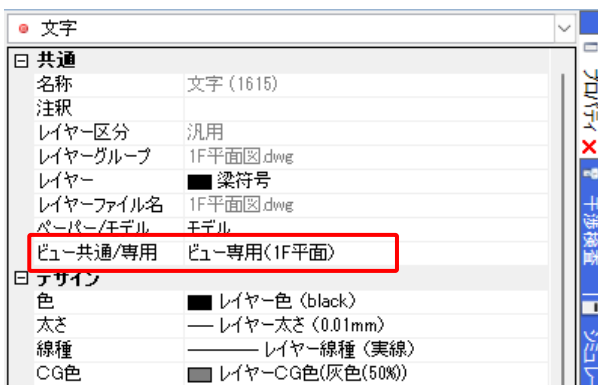 文字
共通
名称 文字 (1615)
注釈
レイヤー区分 汎用
レイヤーグループ 1F平面図.dwg
レイヤー 梁符号
レイヤーファイル名 1F平面図.dwg
ペーパー/モデル モデル
ビュー共通/専用 ビュー専用(1F平面)
デザイン
色 レイヤー色 (black)
太さ レイヤー太さ (0.01mm)
線種 レイヤー線種 (実線)
CG色 レイヤーCG色(灰色(50%))
プロパティ
干渉検査
シミュレ